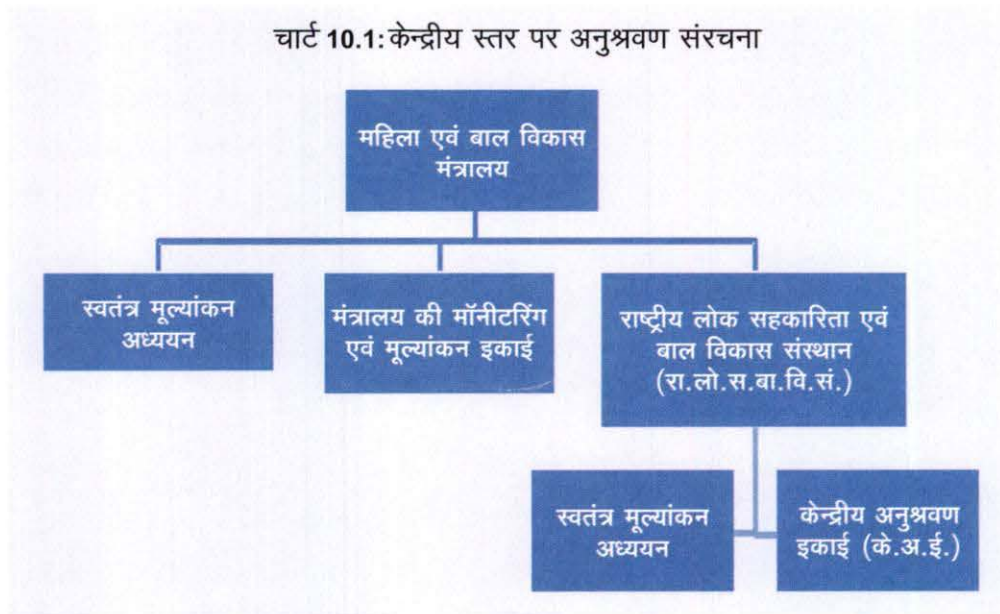 चार्ट 10.1: केन्द्रीय स्तर पर अनुश्रवण संरचना
महिला एवं बाल विकास
मंत्रालय
स्वतंत्र मूल्यांकन
अध्ययन
मंत्रालय की मॉनीटरिंग
एवं मूल्यांकन इकाई
राष्ट्रीय लोक सहकारिता एवं
बाल विकास संस्थान
(रा.लो.स.बा.वि.सं.)
स्वतंत्र मूल्यांकन
अध्ययन
केन्द्रीय अनुश्रवण
इकाई (के.अ.ई.)